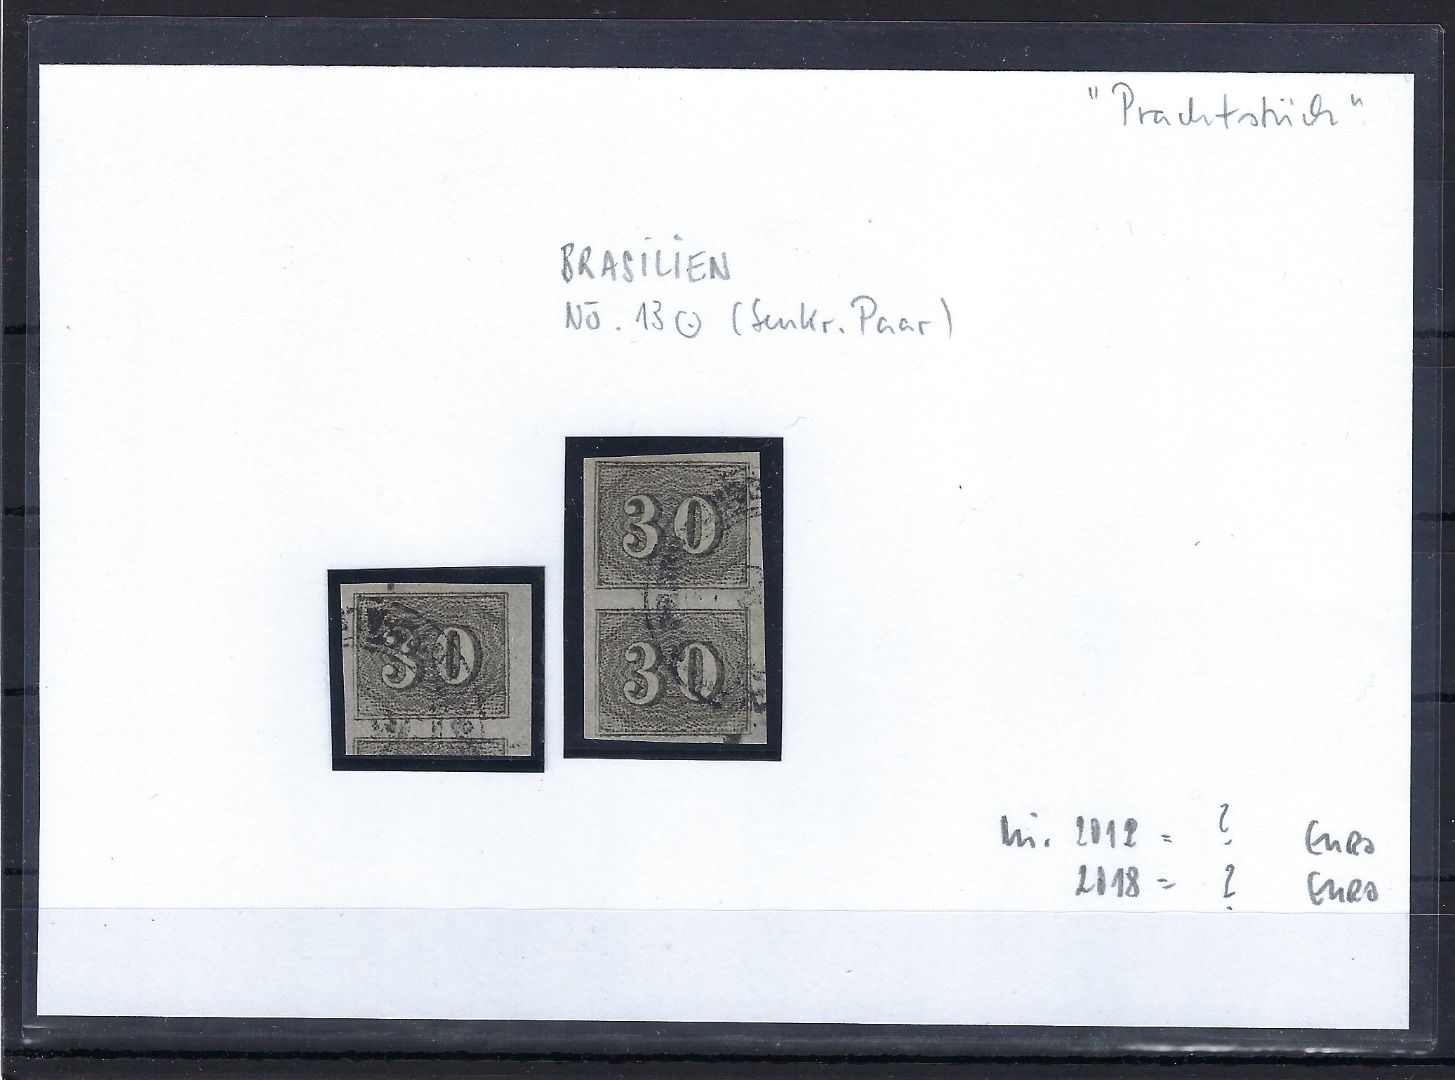 "Prachtstück"
BRASiLiEN
No. 13 ⊙ (Senkr. Paar)
30
30
30
Mi. 2012 = ? Euro
2018 = ? Euro